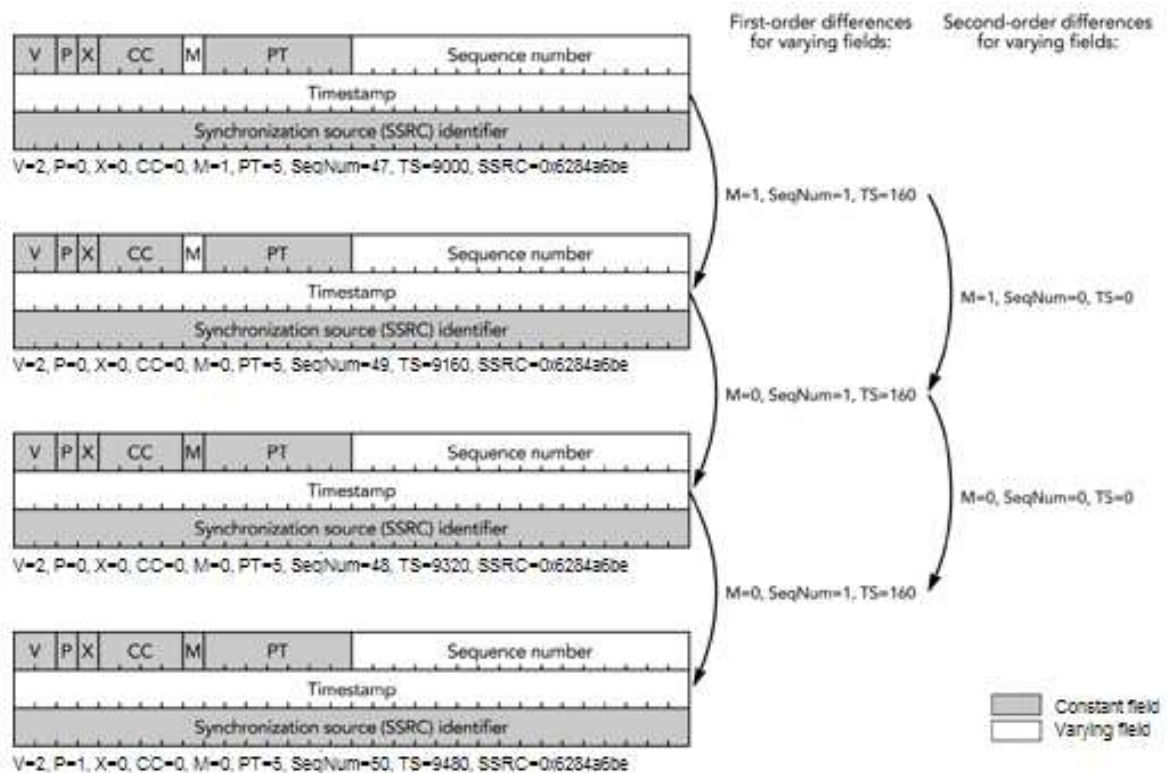 First-order differences
for varying fields:
Second-order differences
for varying fields:
V P X CC M PT Sequence number
Timestamp
Synchronization source (SSRC) identifier
V=2, P=0, X=0, CC=0, M=1, PT=5, SeqNum=47, TS=9000, SSRC=0x6284a6be
M=1, SeqNum=1, TS=160
V P X CC M PT Sequence number
Timestamp
Synchronization source (SSRC) identifier
V=2, P=0, X=0, CC=0, M=0, PT=5, SeqNum=49, TS=9160, SSRC=0x6284a6be
M=1, SeqNum=0, TS=0
M=0, SeqNum=1, TS=160
V P X CC M PT Sequence number
Timestamp
Synchronization source (SSRC) identifier
V=2, P=0, X=0, CC=0, M=0, PT=5, SeqNum=48, TS=9320, SSRC=0x6284a6be
M=0, SeqNum=0, TS=0
M=0, SeqNum=1, TS=160
V P X CC M PT Sequence number
Timestamp
Synchronization source (SSRC) identifier
V=2, P=1, X=0, CC=0, M=0, PT=5, SeqNum=50, TS=9480, SSRC=0x6284a6be
Constant field
Varying field